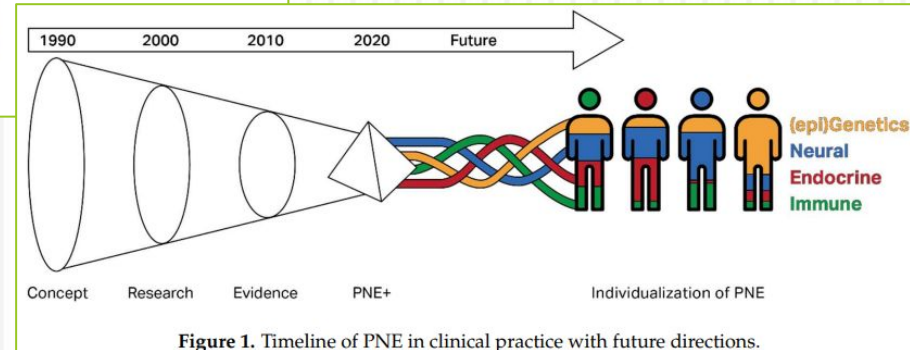 1990 2000 2010 2020 Future
(epi)Genetics
Neural
Endocrine
Immune
Concept Research Evidence PNE+ Individualization of PNE
Figure 1. Timeline of PNE in clinical practice with future directions.